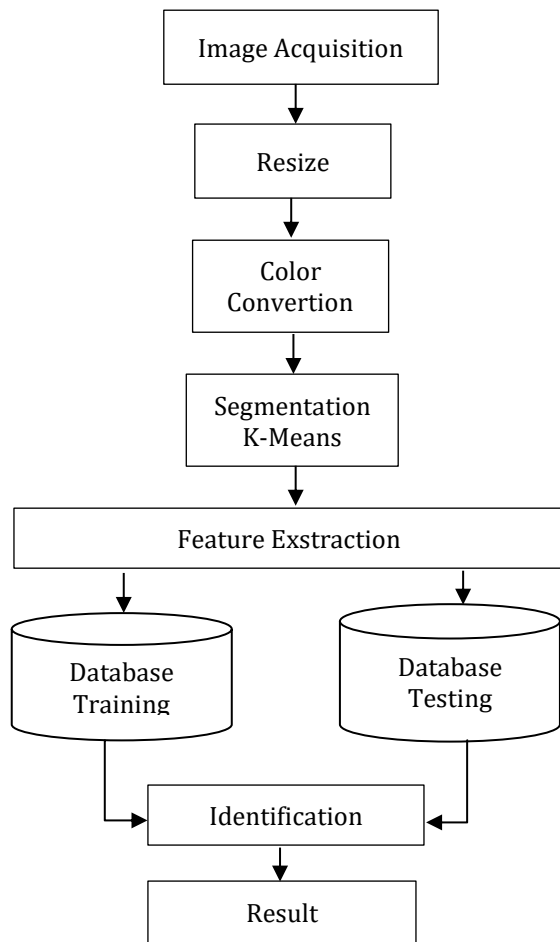 Image Acquisition
Resize
Color
Convertion
Segmentation
K-Means
Feature Exstraction
Database
Training
Database
Testing
Identification
Result